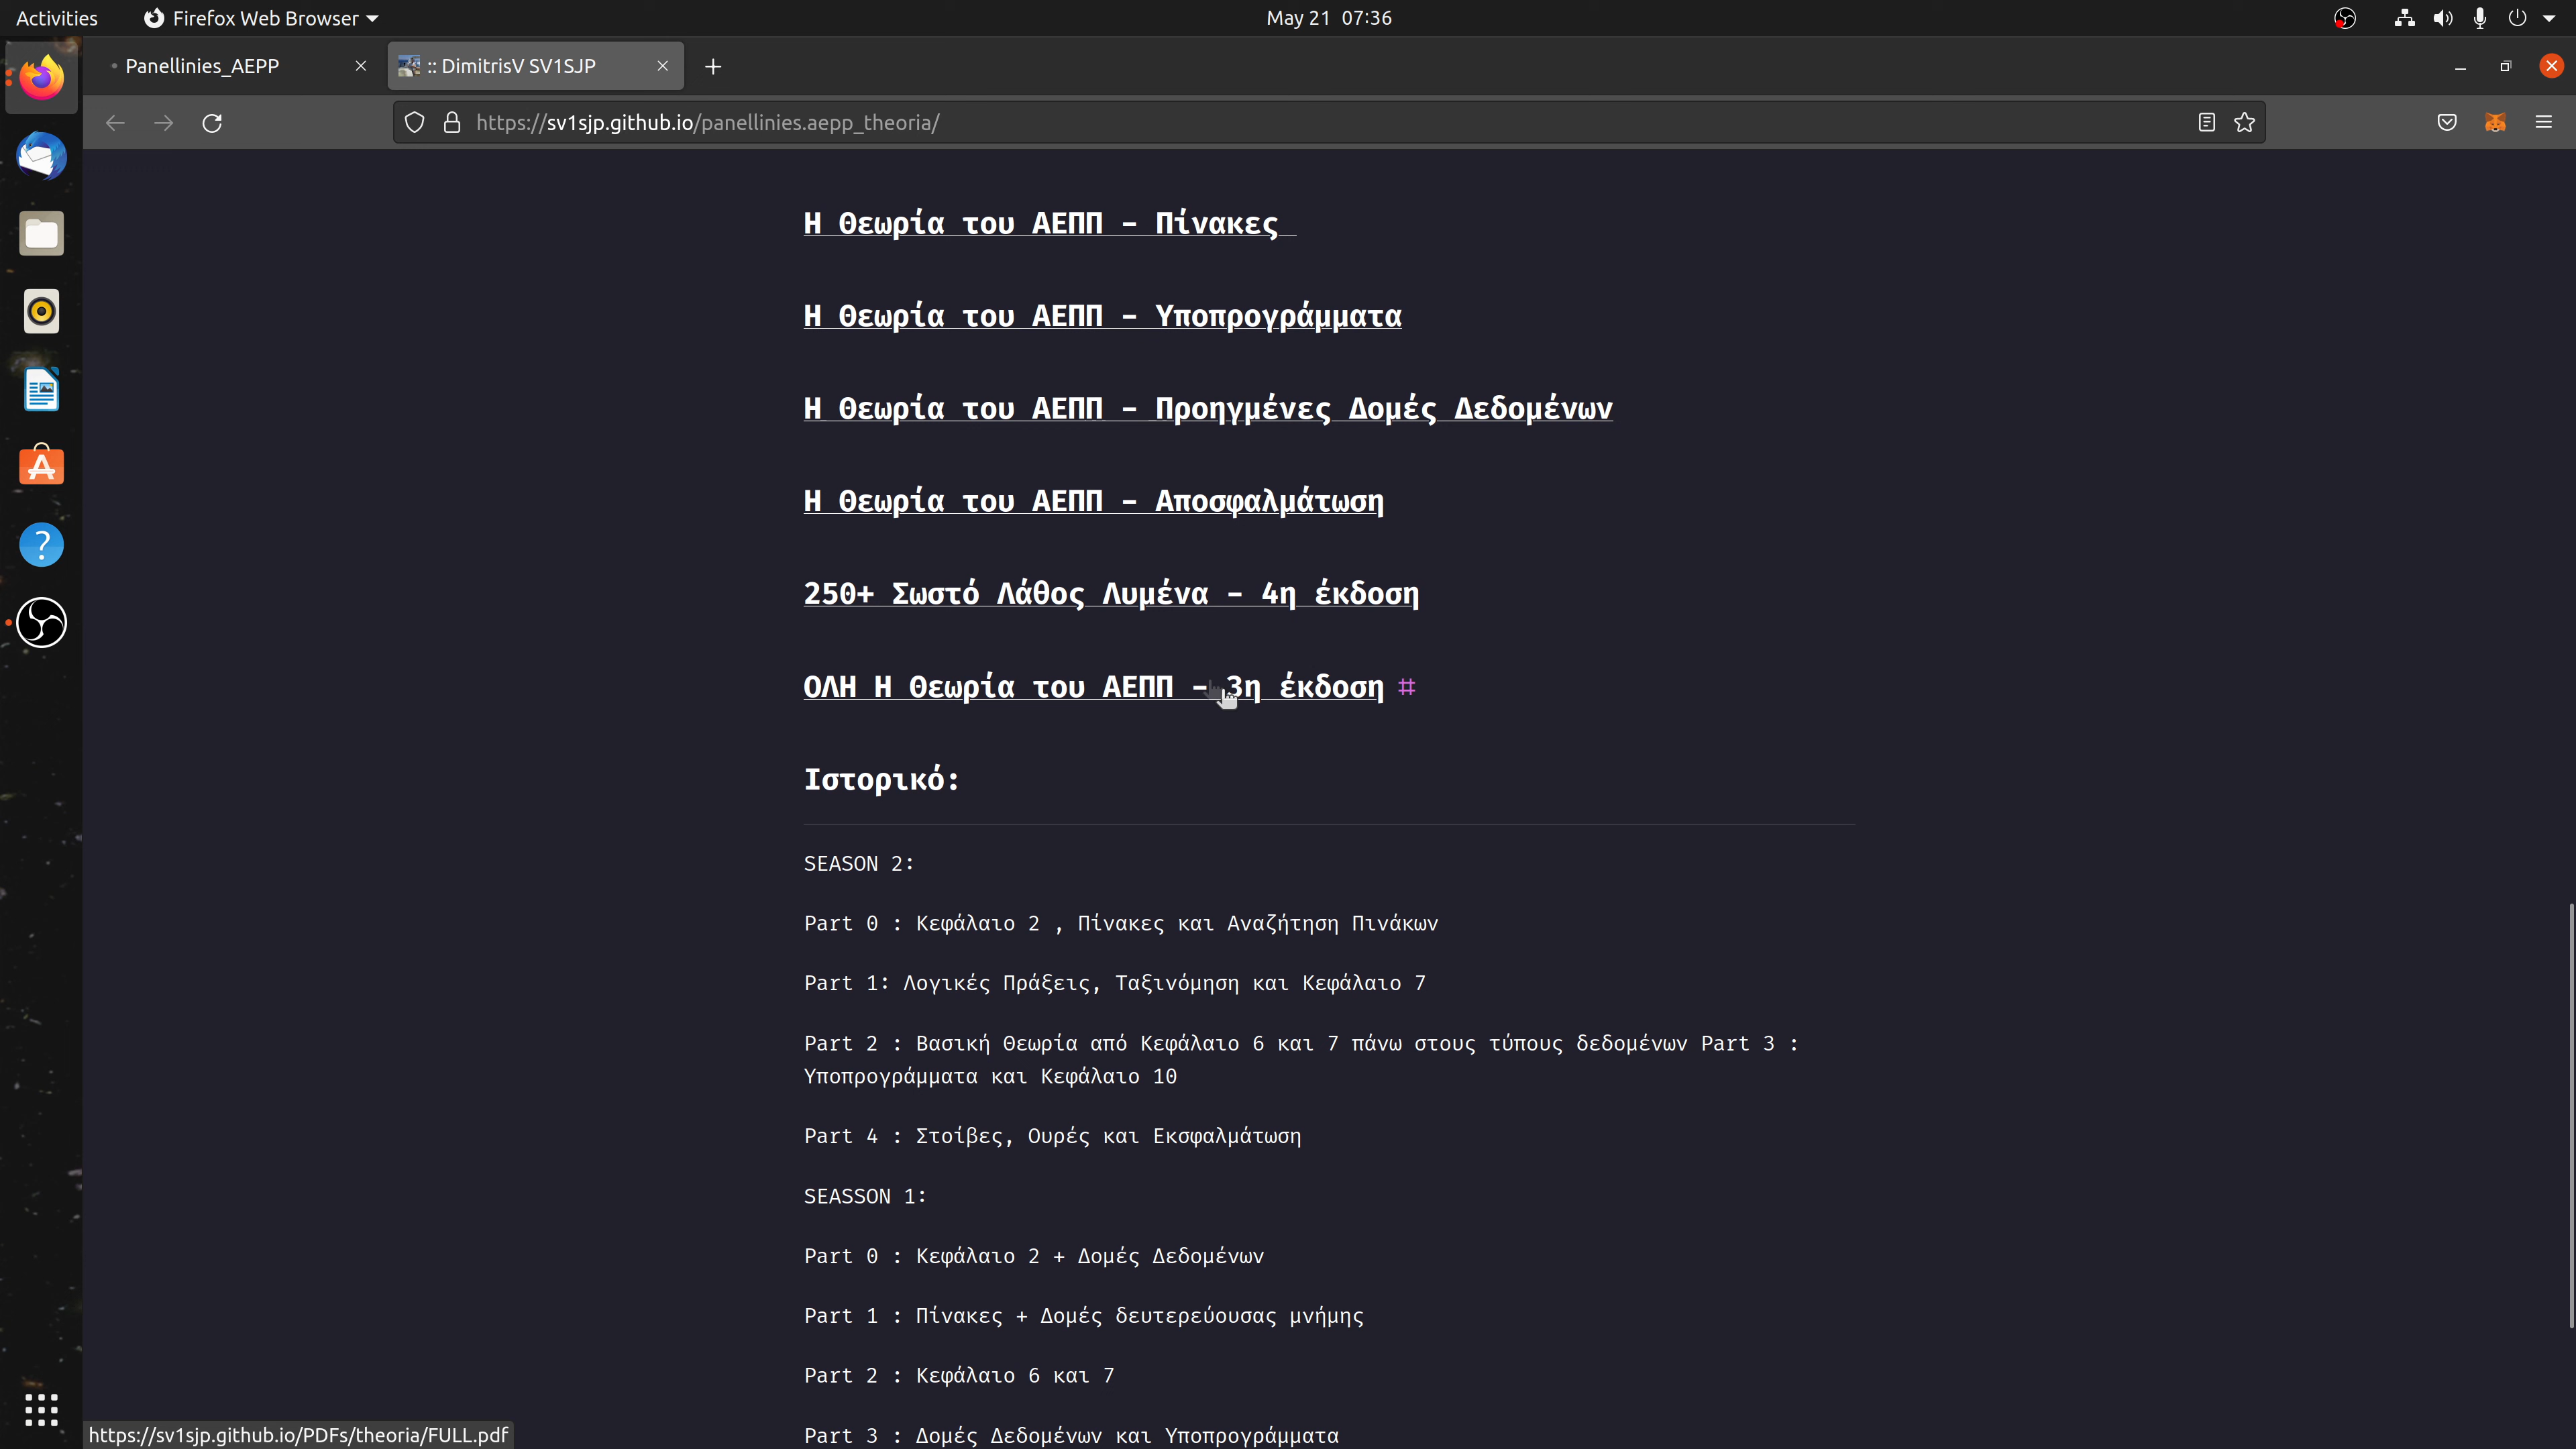 Activities
Firefox Web Browser
May 21 07:36
Panellinies_AEPP
:: DimitrisV SV1SJP
https://sv1sjp.github.io/panellinies.aepp_theoria/
Η Θεωρία του ΑΕΠΠ - Πίνακες
Η Θεωρία του ΑΕΠΠ - Υποπρογράμματα
Η Θεωρία του ΑΕΠΠ - Προηγμένες Δομές Δεδομένων
Η Θεωρία του ΑΕΠΠ - Αποσφαλμάτωση
250+ Σωστό Λάθος Λυμένα - 4η έκδοση
ΟΛΗ Η Θεωρία του ΑΕΠΠ - 3η έκδοση #
Ιστορικό:
SEASON 2:
Part 0 : Κεφάλαιο 2 , Πίνακες και Αναζήτηση Πινάκων
Part 1: Λογικές Πράξεις, Ταξινόμηση και Κεφάλαιο 7
Part 2 : Βασική Θεωρία από Κεφάλαιο 6 και 7 πάνω στους τύπους δεδομένων Part 3 :
Υποπρογράμματα και Κεφάλαιο 10
Part 4 : Στοίβες, Ουρές και Εκσφαλμάτωση
SEASSON 1:
Part 0 : Κεφάλαιο 2 + Δομές Δεδομένων
Part 1 : Πίνακες + Δομές δευτερεύουσας μνήμης
Part 2 : Κεφάλαιο 6 και 7
Part 3 : Δομές Δεδομένων και Υποπρογράμματα
https://sv1sjp.github.io/PDFs/theoria/FULL.pdf